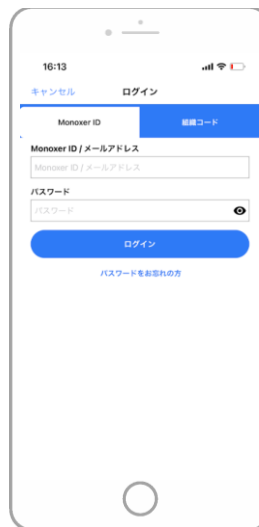 16:13
キャンセル ログイン
Monoxer ID 組織コード
Monoxer ID / メールアドレス
Monoxer ID / メールアドレス
パスワード
パスワード
ログイン
パスワードをお忘れの方